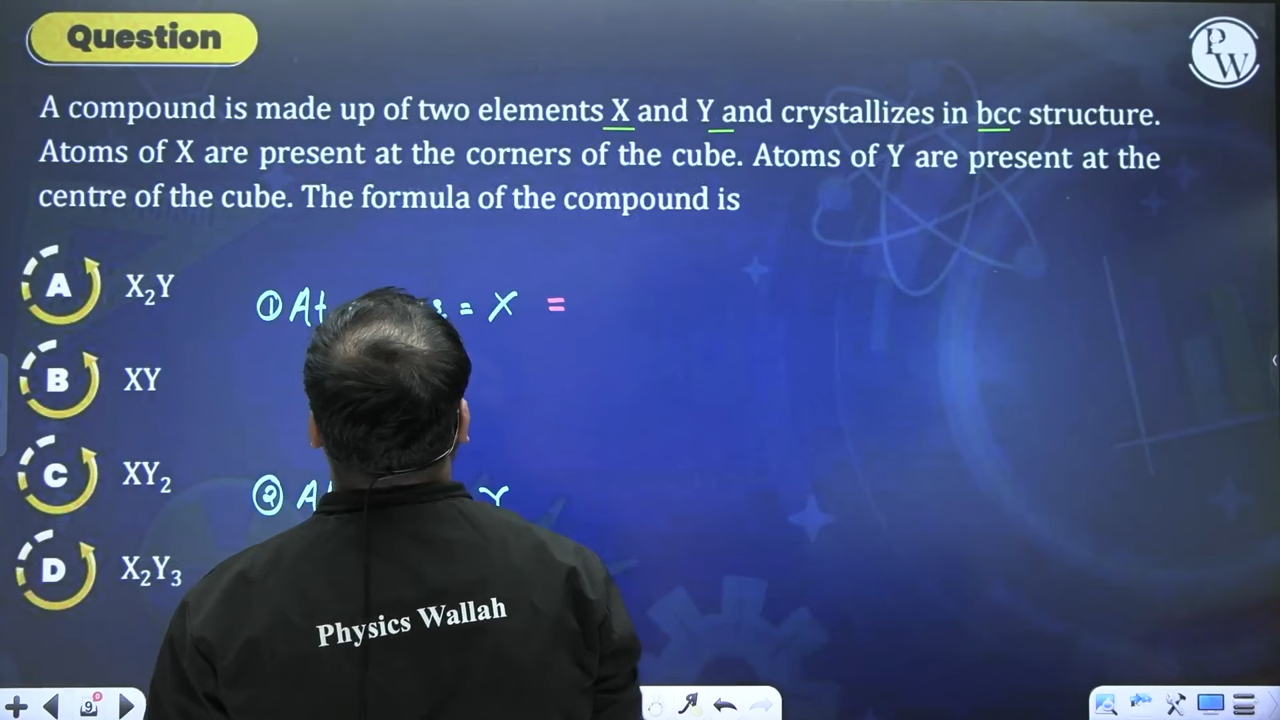 Question
PW
A compound is made up of two elements X and Y and crystallizes in bcc structure.
Atoms of X are present at the corners of the cube. Atoms of Y are present at the
centre of the cube. The formula of the compound is
A X₂Y
① At = X =
B XY
C XY₂
② Y
D X₂Y₃
Physics Wallah
9